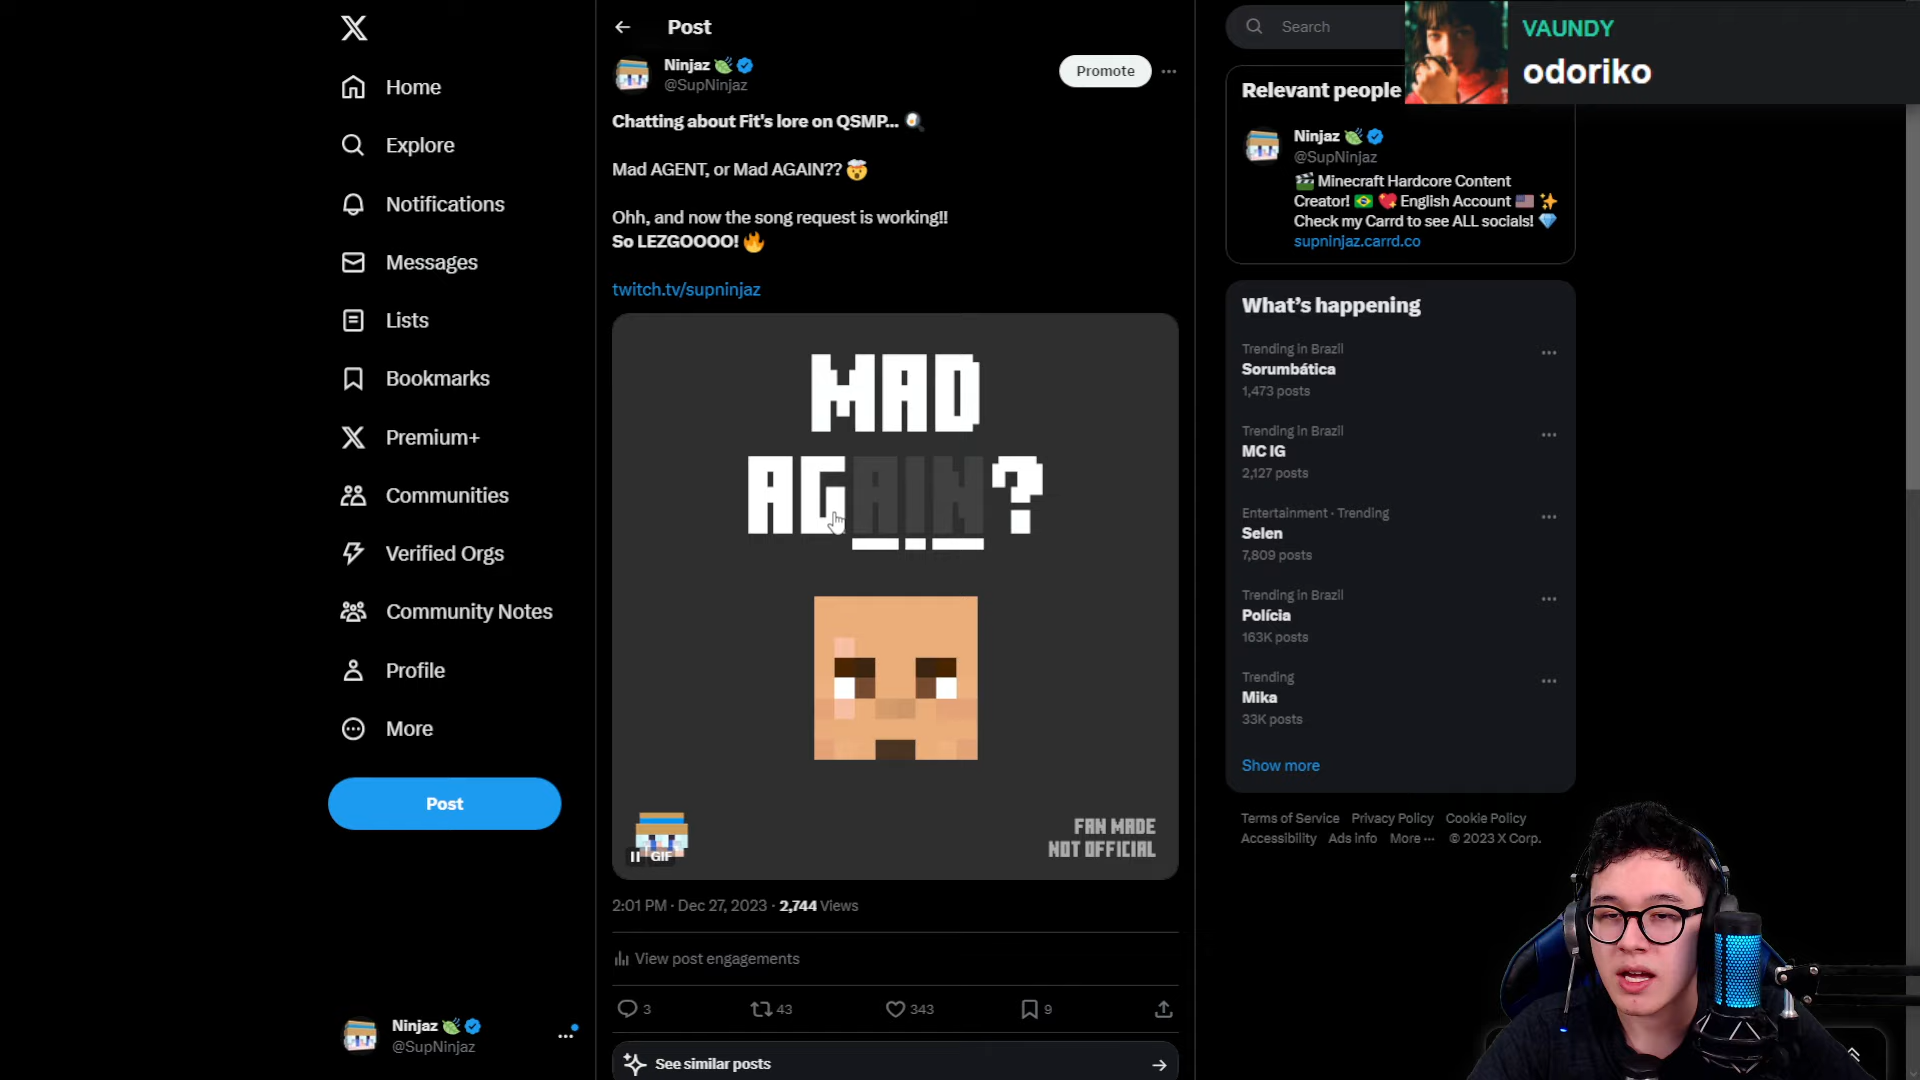 Home
Explore
Notifications
Messages
Lists
Bookmarks
Premium+
Communities
Verified Orgs
Community Notes
Profile
More
Post
Ninjaz
@SupNinjaz
Post
Ninjaz
@SupNinjaz
Promote
Chatting about Fit's lore on QSMP...
Mad AGENT, or Mad AGAIN??
Ohh, and now the song request is working!!
So LEZGOOOO!
twitch.tv/supninjaz
MAD
AGAIN?
GIF
FAN MADE
NOT OFFICIAL
2:01 PM · Dec 27, 2023 · 2,744 Views
View post engagements
3
43
343
9
See similar posts
Search
VAUNDY
odoriko
Relevant people
Ninjaz
@SupNinjaz
Minecraft Hardcore Content
Creator! English Account
Check my Carrd to see ALL socials!
supninjaz.carrd.co
What's happening
Trending in Brazil
Sorumbática
1,473 posts
Trending in Brazil
MC IG
2,127 posts
Entertainment · Trending
Selen
7,809 posts
Trending in Brazil
Polícia
163K posts
Trending
Mika
33K posts
Show more
Terms of Service Privacy Policy Cookie Policy
Accessibility Ads info More ··· © 2023 X Corp.